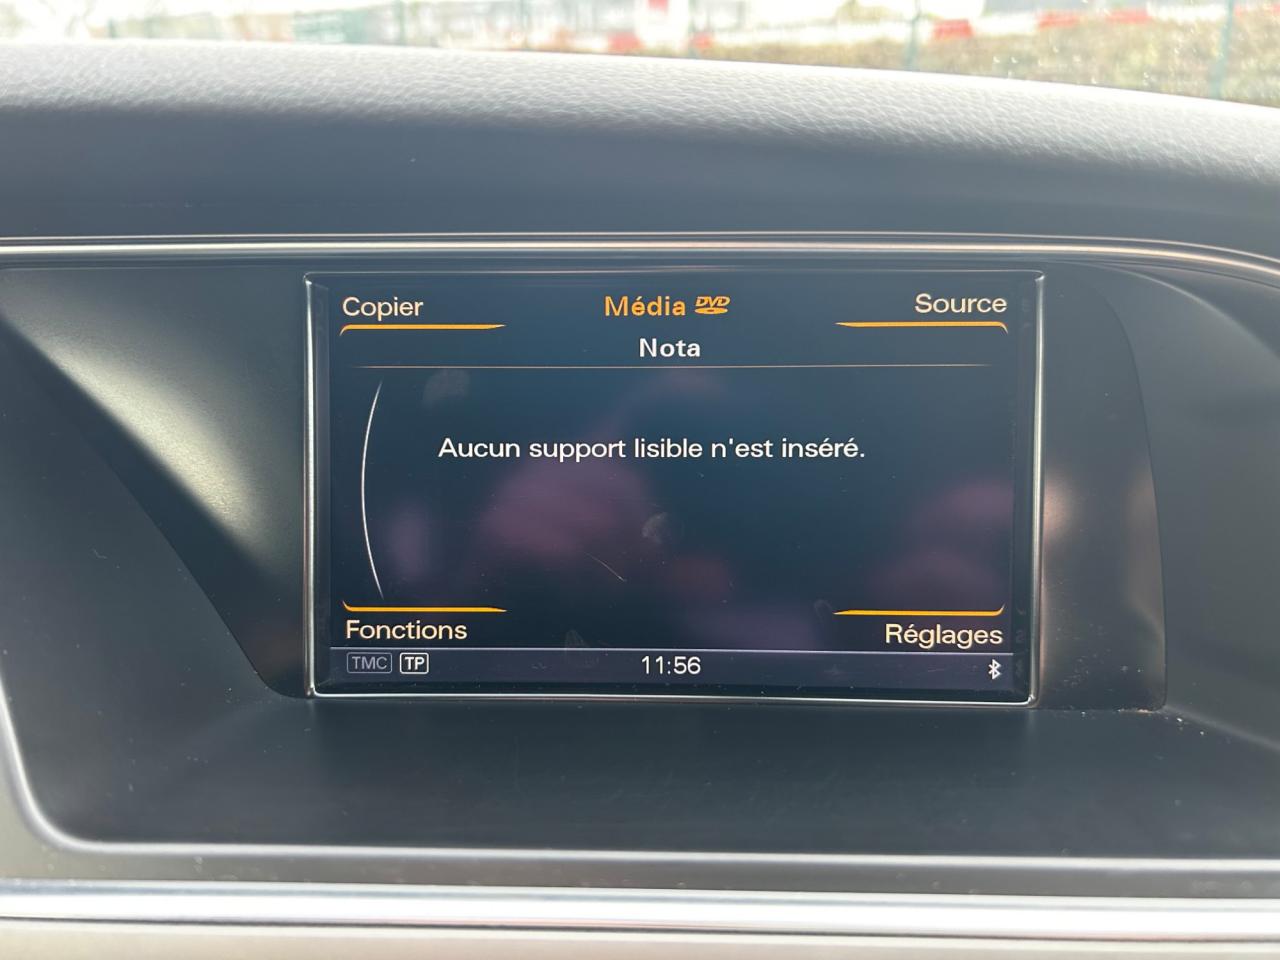 Copier
Média DVD
Source
Nota
Aucun support lisible n'est inséré.
Fonctions
Réglages
TMC TP
11:56